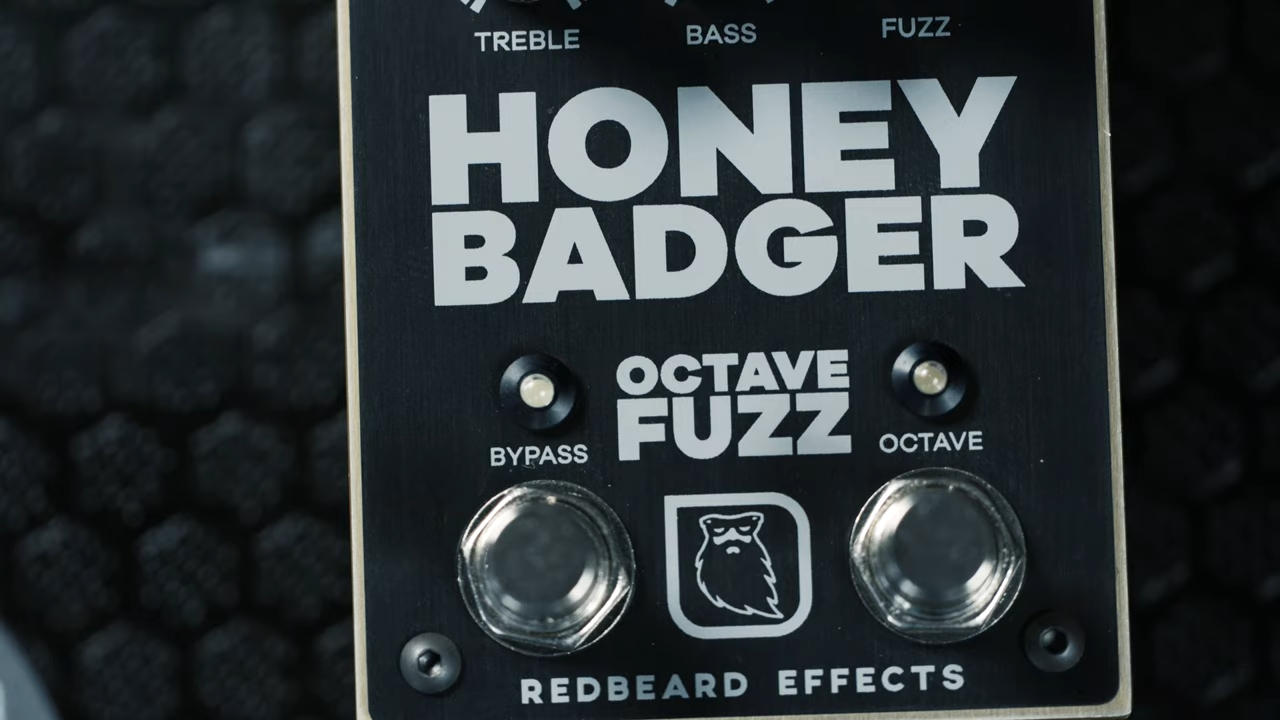 TREBLE BASS FUZZ
HONEY
BADGER
OCTAVE
FUZZ
BYPASS OCTAVE
REDBEARD EFFECTS